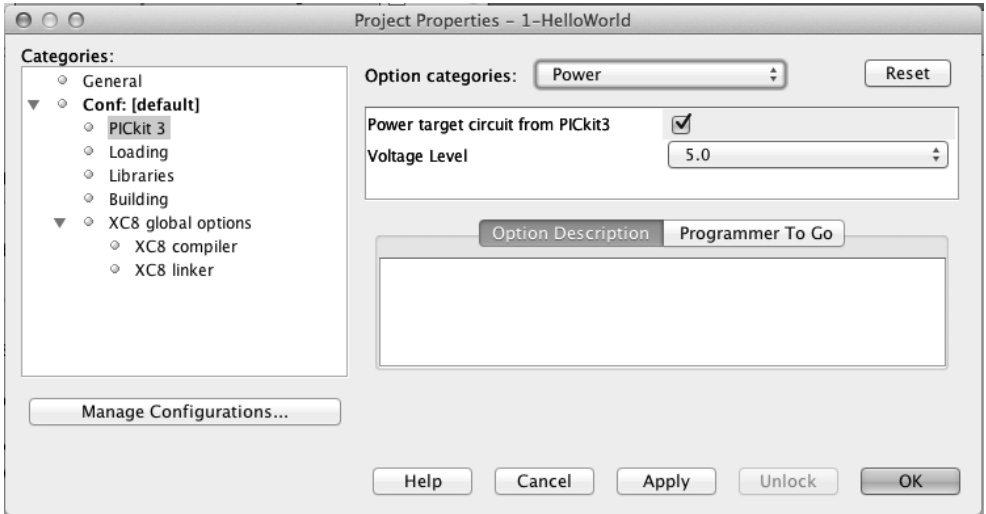 Project Properties – 1-HelloWorld
Categories:
General
Conf: [default]
PICkit 3
Loading
Libraries
Building
XC8 global options
XC8 compiler
XC8 linker
Manage Configurations...
Option categories: Power Reset
Power target circuit from PICkit3
Voltage Level 5.0
Option Description Programmer To Go
Help Cancel Apply Unlock OK